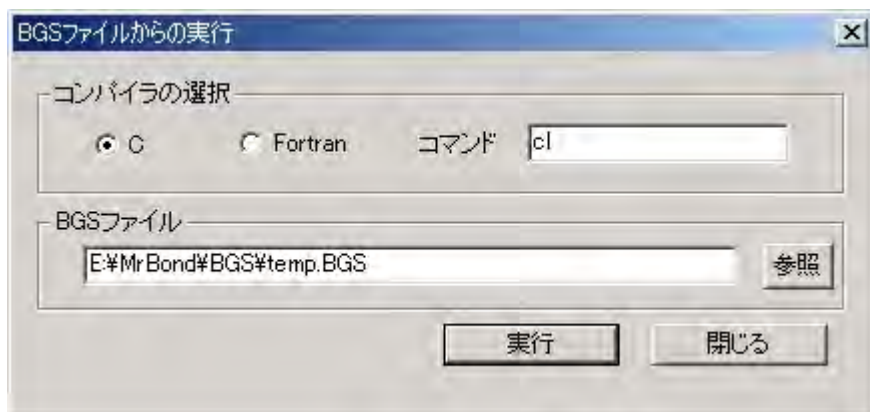 BGSファイルからの実行
コンパイラの選択
C Fortran コマンド cl
BGSファイル
E:¥MrBond¥BGS¥temp.BGS 参照
実行 閉じる